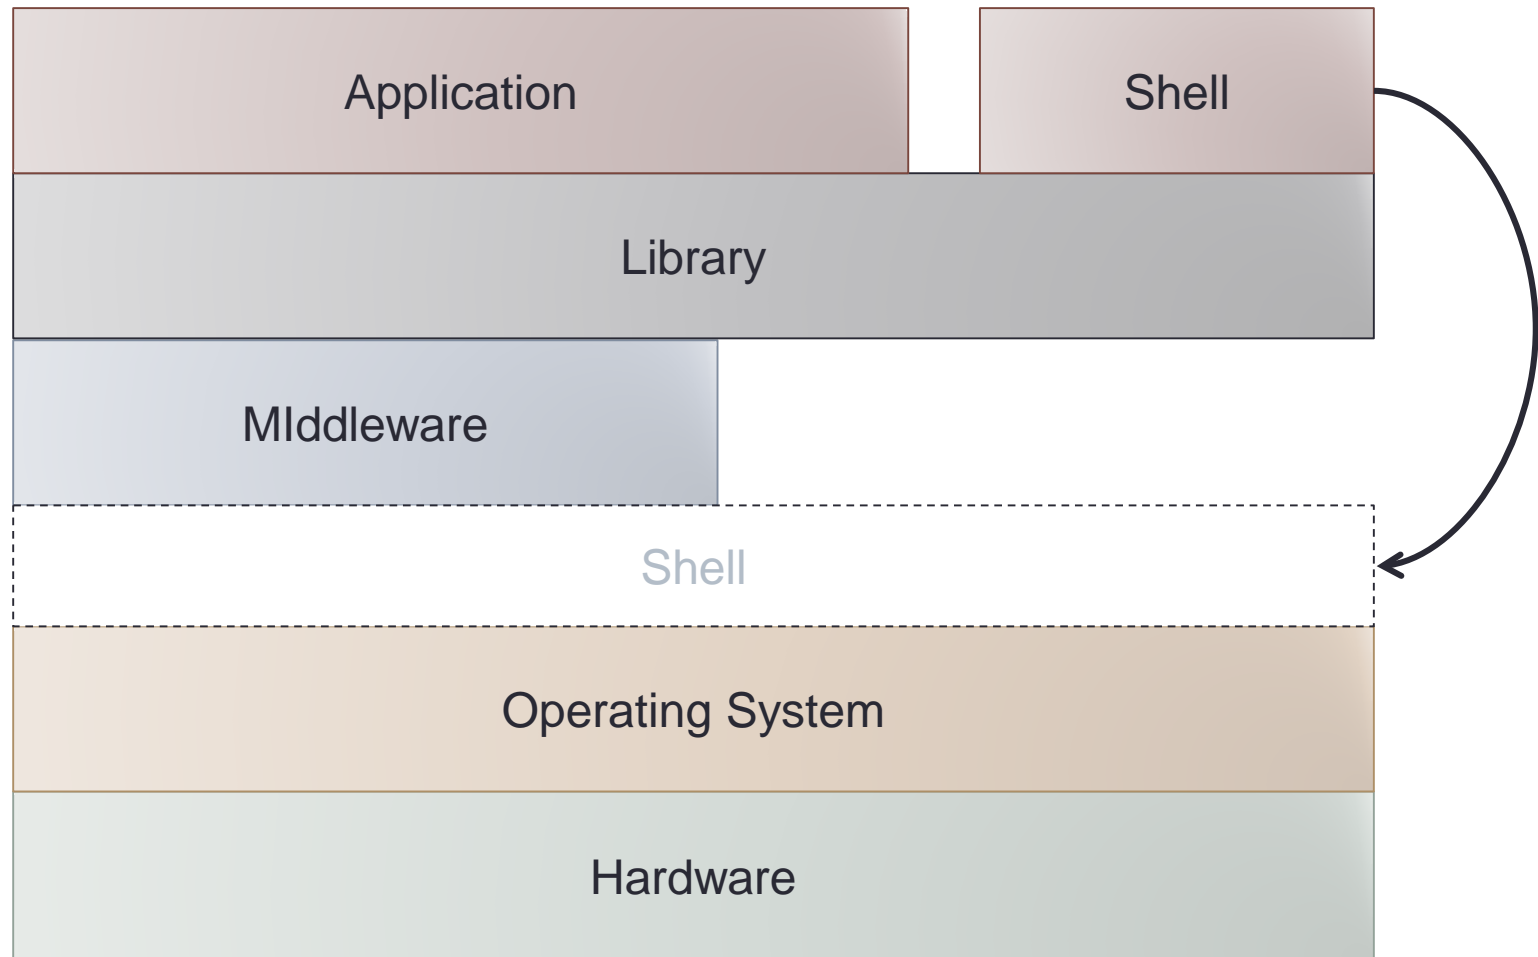 Application
Shell
Library
MIddleware
Shell
Operating System
Hardware